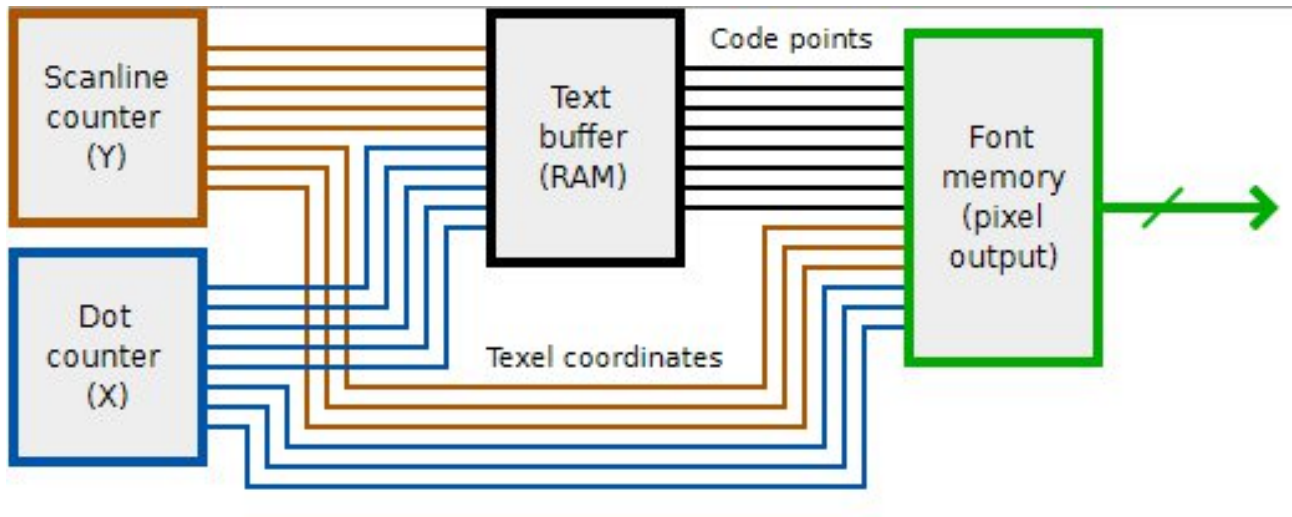 Scanline
counter
(Y)
Text
buffer
(RAM)
Code points
Font
memory
(pixel
output)
Dot
counter
(X)
Texel coordinates